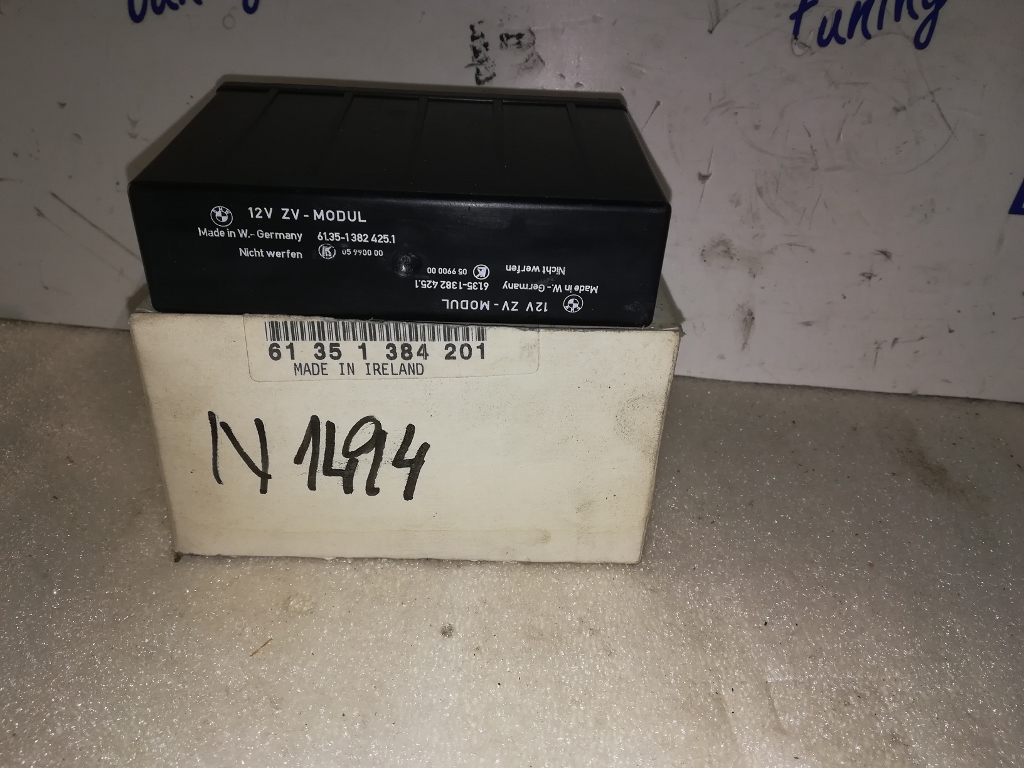 tuning
tuning
12V ZV - MODUL
Made in W.- Germany 61.35-1 382 425.1
Nicht werfen K 05 9900 00
12V ZV - MODUL
Made in W.- Germany 61.35-1 382 425.1
Nicht werfen K 05 9900 00
61 35 1 384 201
MADE IN IRELAND
N 1494